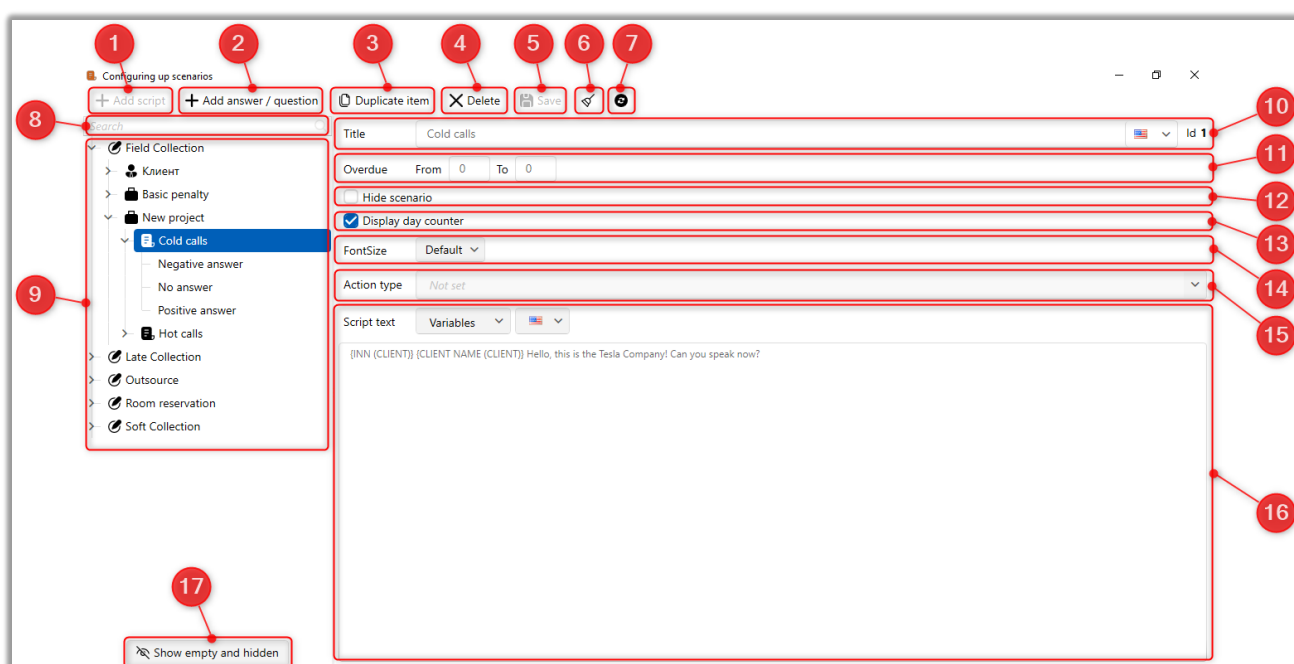 1 2 3 4 5 6 7
Configuring up scenarios
Add script Add answer / question Duplicate item Delete Save
8 Search
Title Cold calls Id 1 10
Field Collection
Overdue From 0 To 0 11
Клиент
Basic penalty
Hide scenario 12
New project
Display day counter 13
Cold calls
FontSize Default 14
Negative answer
No answer
Action type Not set 15
9
Positive answer
Script text Variables
Hot calls
{INN (CLIENT)} {CLIENT NAME (CLIENT)} Hello, this is the Tesla Company! Can you speak now?
Late Collection
Outsource
Room reservation
Soft Collection
16
17
Show empty and hidden